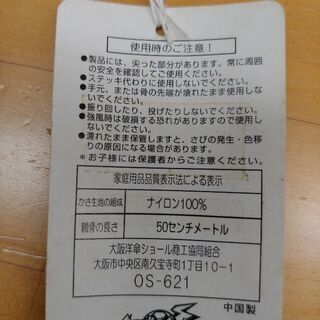 使用時のご注意!
●製品には、尖った部分があります。常に周囲
の安全を確認してご使用ください。
●ステッキ代わりに使用しないでください。
●手元、または骨の先端が壊れたまま使用しな
いでください。
●振り回したり、投げたりしないでください。
●強風時は破損する恐れがありますので使用し
ないでください。
●濡れたまま保管しますと、さびの発生・色移
りの原因になる場合があります。
*お子様には保護者からご注意ください。
家庭用品品質表示法による表示
かさ生地の組成 ナイロン100%
親骨の長さ 50センチメートル
大阪洋傘ショール商工協同組合
大阪市中央区南久宝寺町1丁目10-1
OS-621
中国製